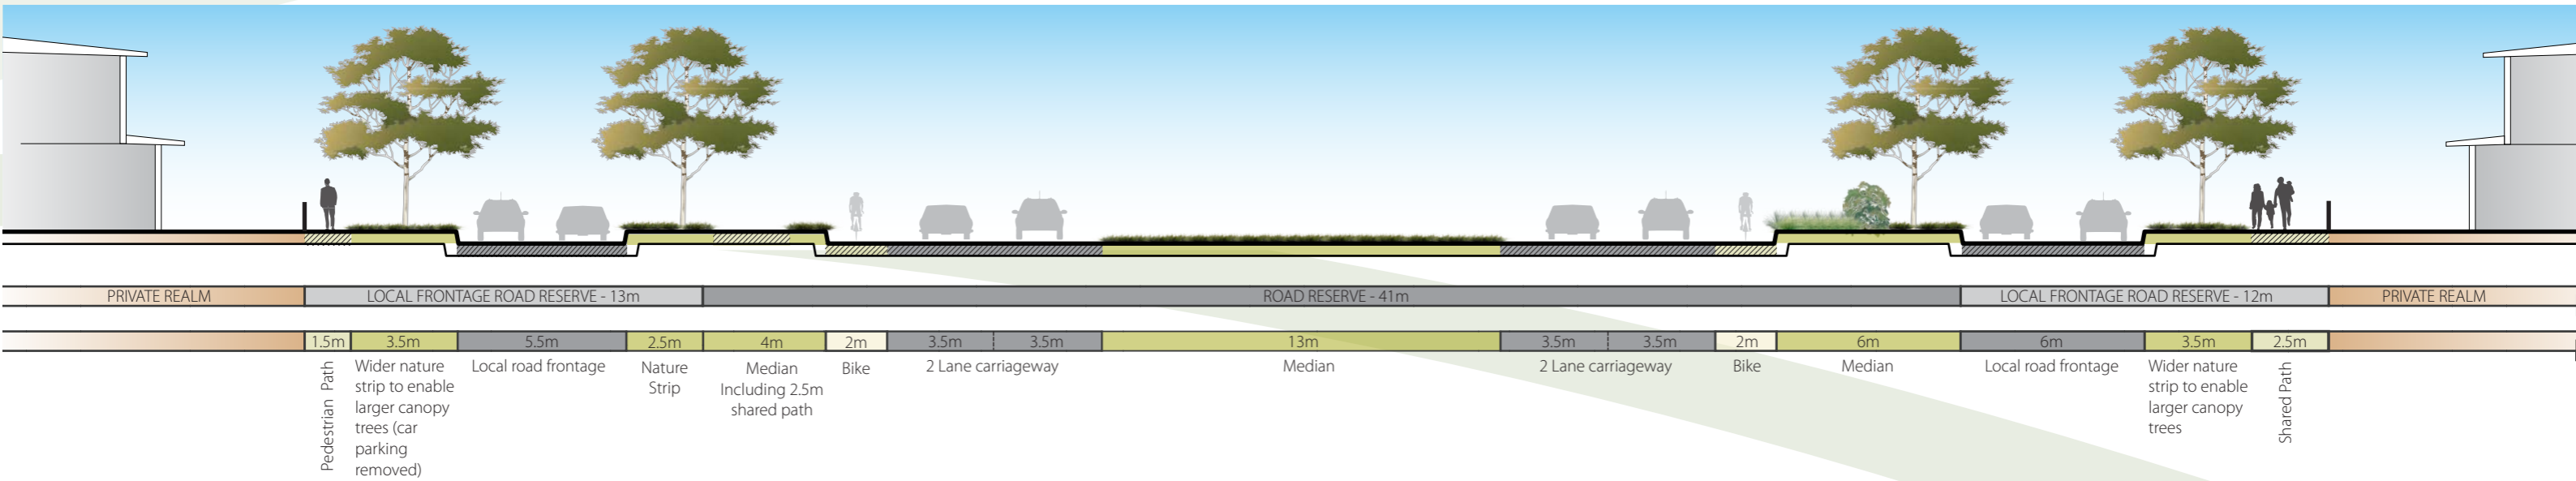 PRIVATE REALM
LOCAL FRONTAGE ROAD RESERVE - 13m
ROAD RESERVE - 41m
LOCAL FRONTAGE ROAD RESERVE - 12m
PRIVATE REALM
1.5m
3.5m
5.5m
2.5m
4m
2m
3.5m
3.5m
13m
3.5m
3.5m
2m
6m
6m
3.5m
2.5m
Pedestrian Path
Wider nature
strip to enable
larger canopy
trees (car
parking
removed)
Local road frontage
Nature
Strip
Median
Including 2.5m
shared path
Bike
2 Lane carriageway
Median
2 Lane carriageway
Bike
Median
Local road frontage
Wider nature
strip to enable
larger canopy
trees
Shared Path